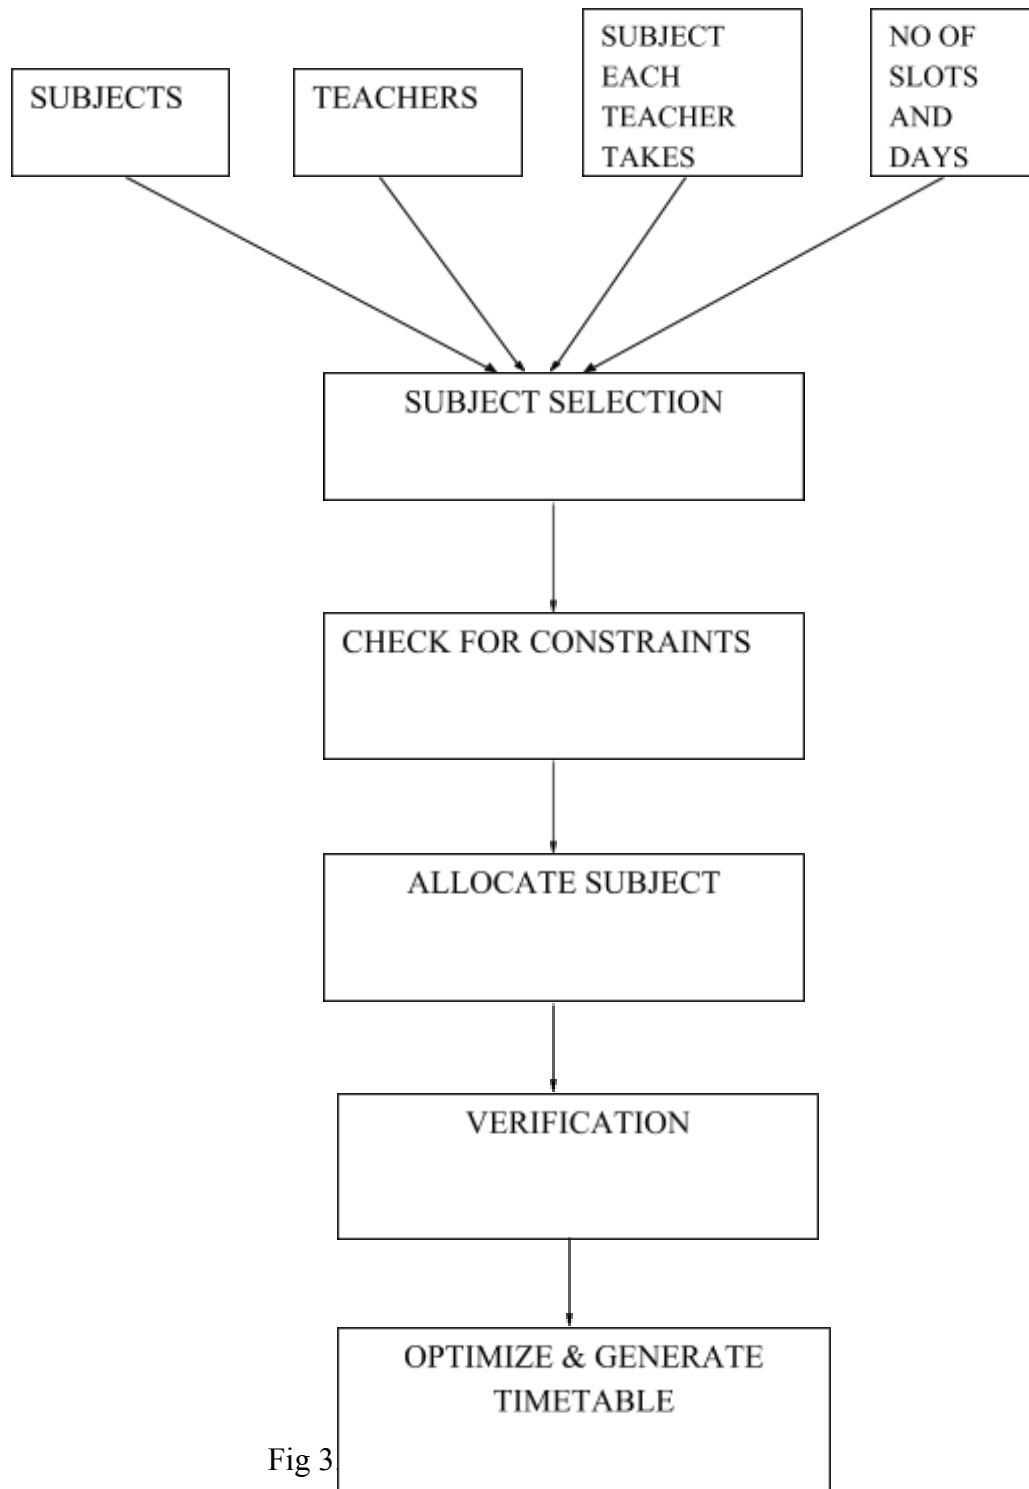 SUBJECTS
TEACHERS
SUBJECT
EACH
TEACHER
TAKES
NO OF
SLOTS
AND
DAYS
SUBJECT SELECTION
CHECK FOR CONSTRAINTS
ALLOCATE SUBJECT
VERIFICATION
OPTIMIZE & GENERATE
TIMETABLE
Fig 3